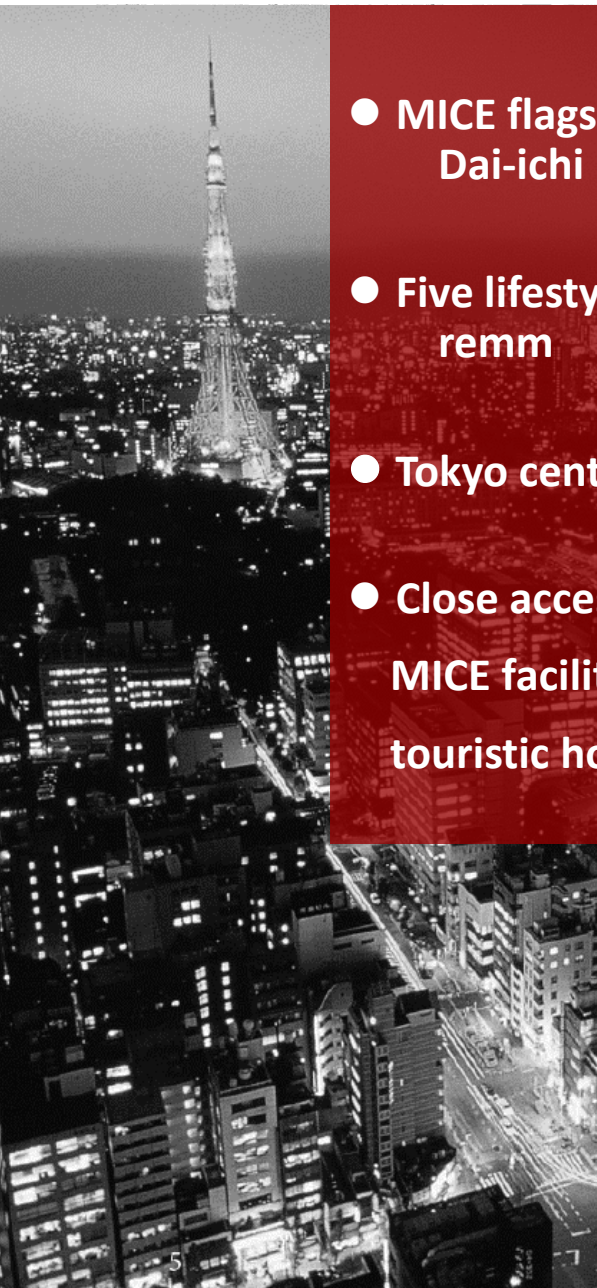 ● MICE flags
Dai-ichi
● Five lifesty
remm
● Tokyo cent
● Close acce
MICE facilit
touristic ho
5